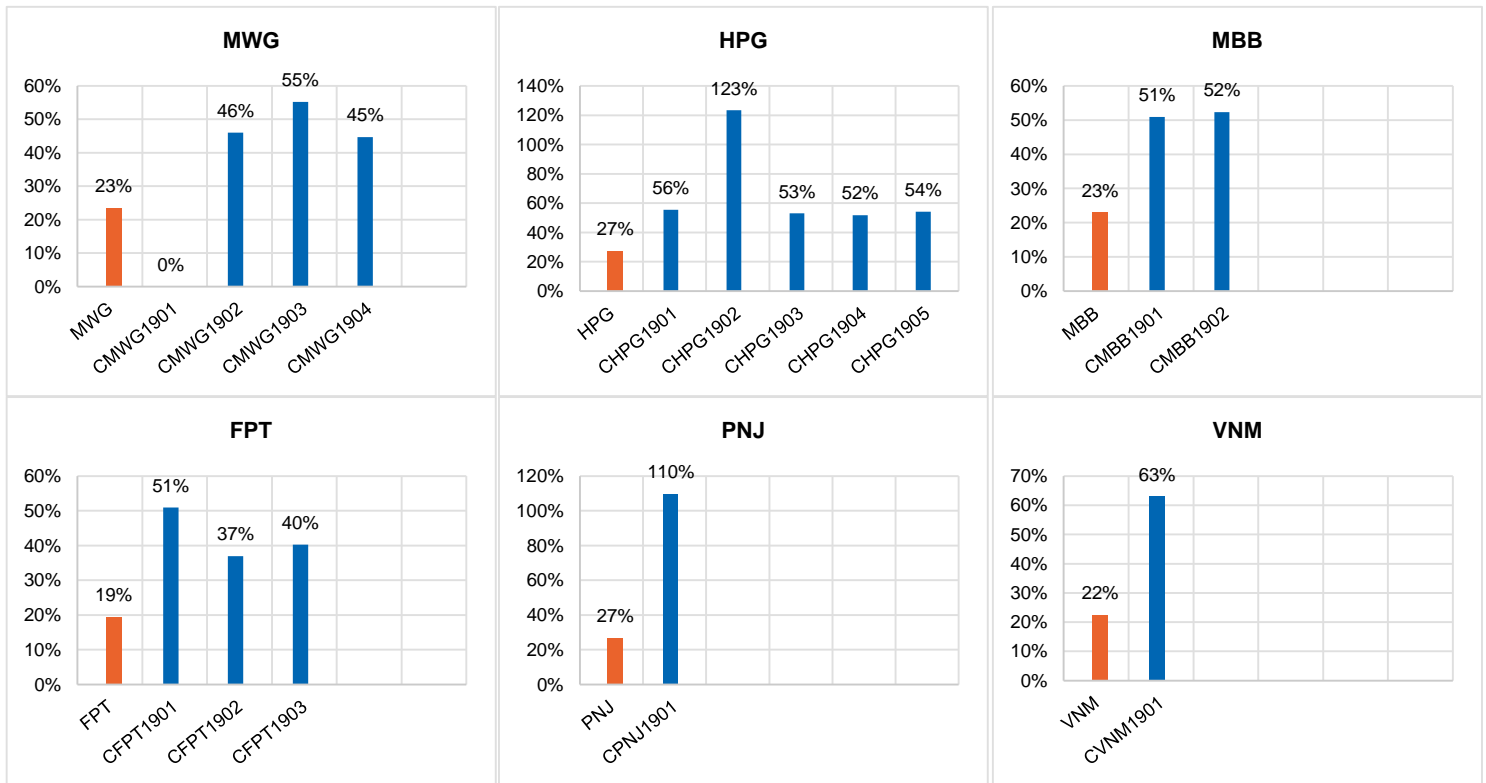 MWG
60%
50%
40%
30%
20%
10%
0%
23%
0%
46%
55%
45%
MWG
CMWG1901
CMWG1902
CMWG1903
CMWG1904
HPG
140%
120%
100%
80%
60%
40%
20%
0%
27%
56%
123%
53%
52%
54%
HPG
CHPG1901
CHPG1902
CHPG1903
CHPG1904
CHPG1905
MBB
60%
50%
40%
30%
20%
10%
0%
23%
51%
52%
MBB
CMBB1901
CMBB1902
FPT
60%
50%
40%
30%
20%
10%
0%
19%
51%
37%
40%
FPT
CFPT1901
CFPT1902
CFPT1903
PNJ
120%
100%
80%
60%
40%
20%
0%
27%
110%
PNJ
CPNJ1901
VNM
70%
60%
50%
40%
30%
20%
10%
0%
22%
63%
VNM
CVNM1901